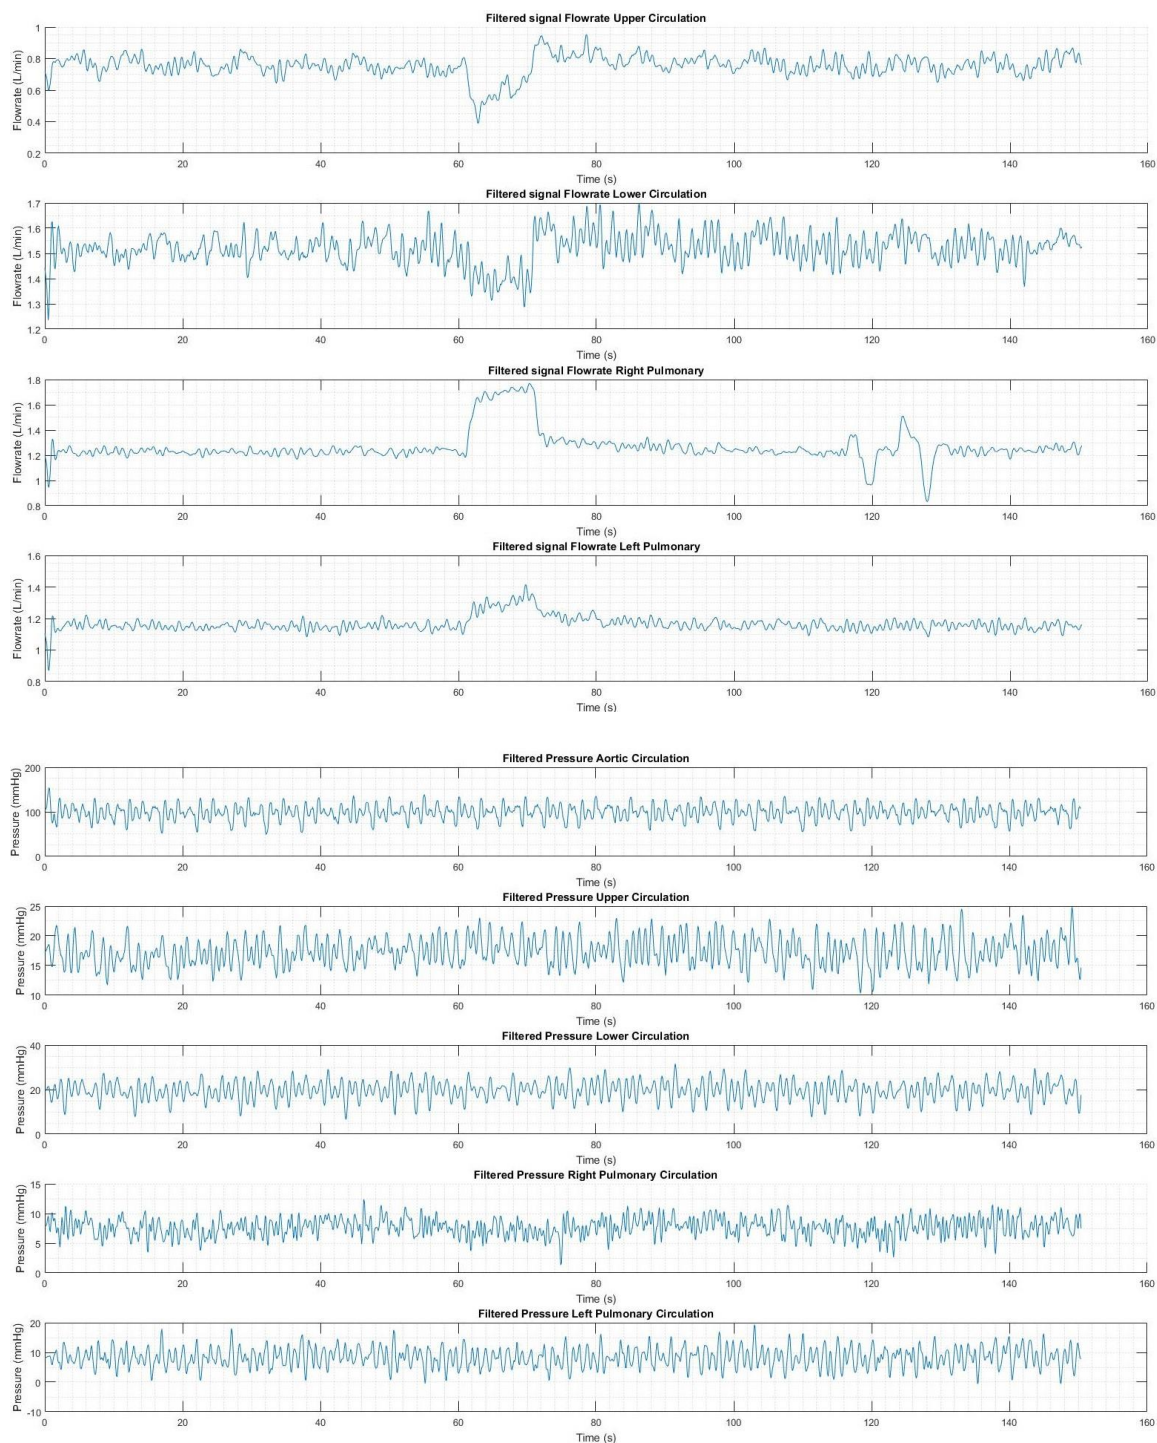 Filtered signal Flowrate Upper Circulation
1
0.8
0.6
0.4
0.2
Flowrate (L/min)
0 20 40 60 80 100 120 140 160
Time (s)
Filtered signal Flowrate Lower Circulation
1.7
1.6
1.5
1.4
1.3
1.2
Flowrate (L/min)
0 20 40 60 80 100 120 140 160
Time (s)
Filtered signal Flowrate Right Pulmonary
1.8
1.6
1.4
1.2
1
0.8
Flowrate (L/min)
0 20 40 60 80 100 120 140 160
Time (s)
Filtered signal Flowrate Left Pulmonary
1.6
1.4
1.2
1
0.8
Flowrate (L/min)
0 20 40 60 80 100 120 140 160
Time (s)
Filtered Pressure Aortic Circulation
200
100
0
Pressure (mmHg)
0 20 40 60 80 100 120 140 160
Time (s)
Filtered Pressure Upper Circulation
25
20
15
10
Pressure (mmHg)
0 20 40 60 80 100 120 140 160
Time (s)
Filtered Pressure Lower Circulation
40
20
0
Pressure (mmHg)
0 20 40 60 80 100 120 140 160
Time (s)
Filtered Pressure Right Pulmonary Circulation
15
10
5
0
Pressure (mmHg)
0 20 40 60 80 100 120 140 160
Time (s)
Filtered Pressure Left Pulmonary Circulation
20
10
0
-10
Pressure (mmHg)
0 20 40 60 80 100 120 140 160
Time (s)